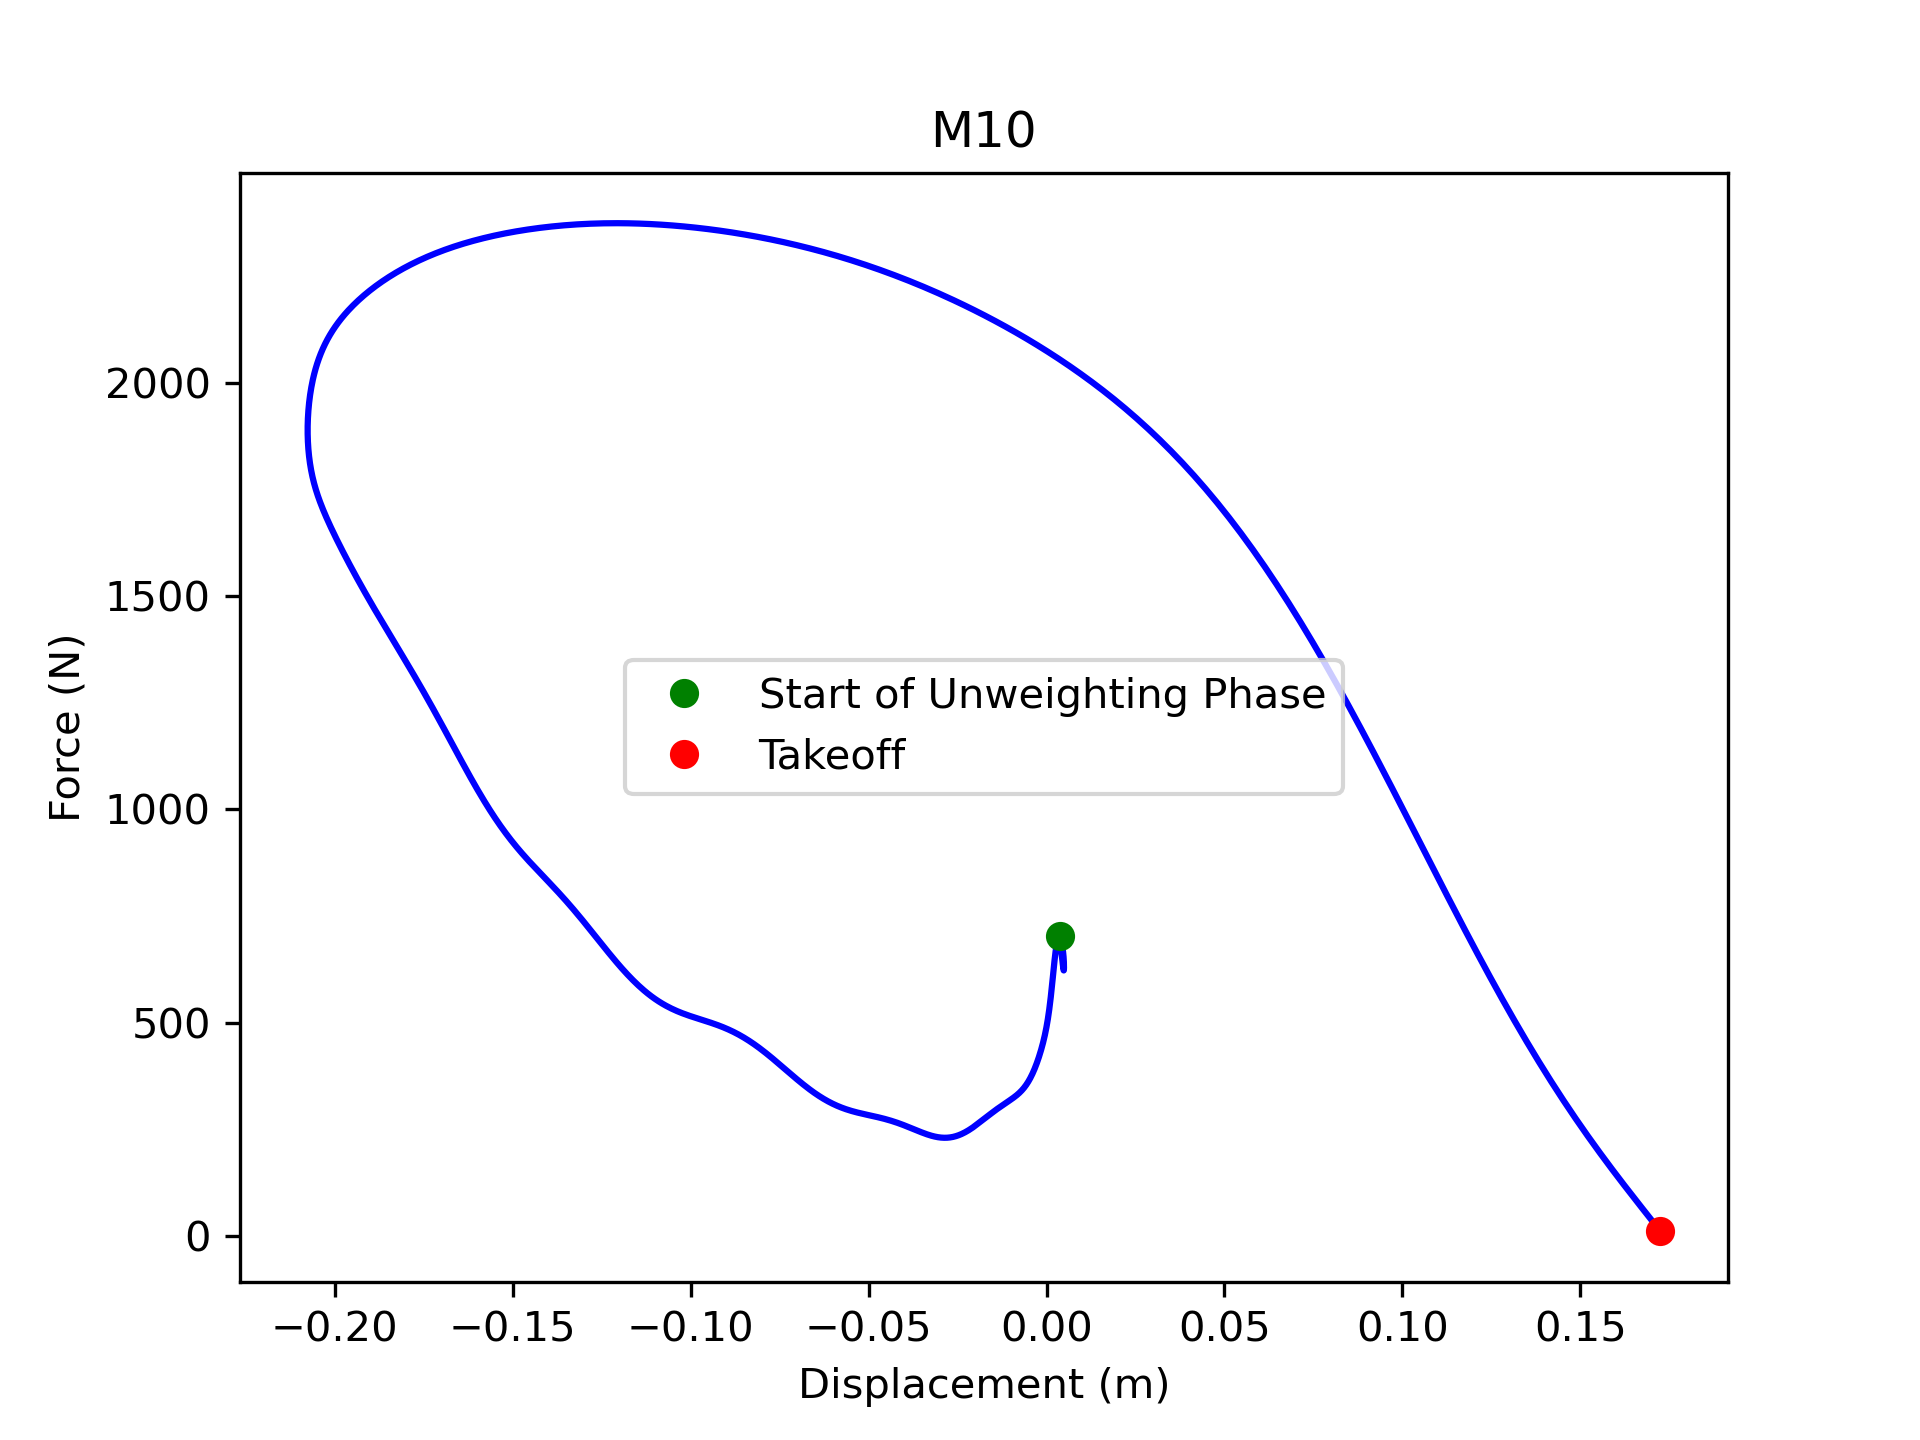 M10
Force (N)
2000
1500
1000
500
0
Start of Unweighting Phase
Takeoff
−0.20 −0.15 −0.10 −0.05 0.00 0.05 0.10 0.15
Displacement (m)